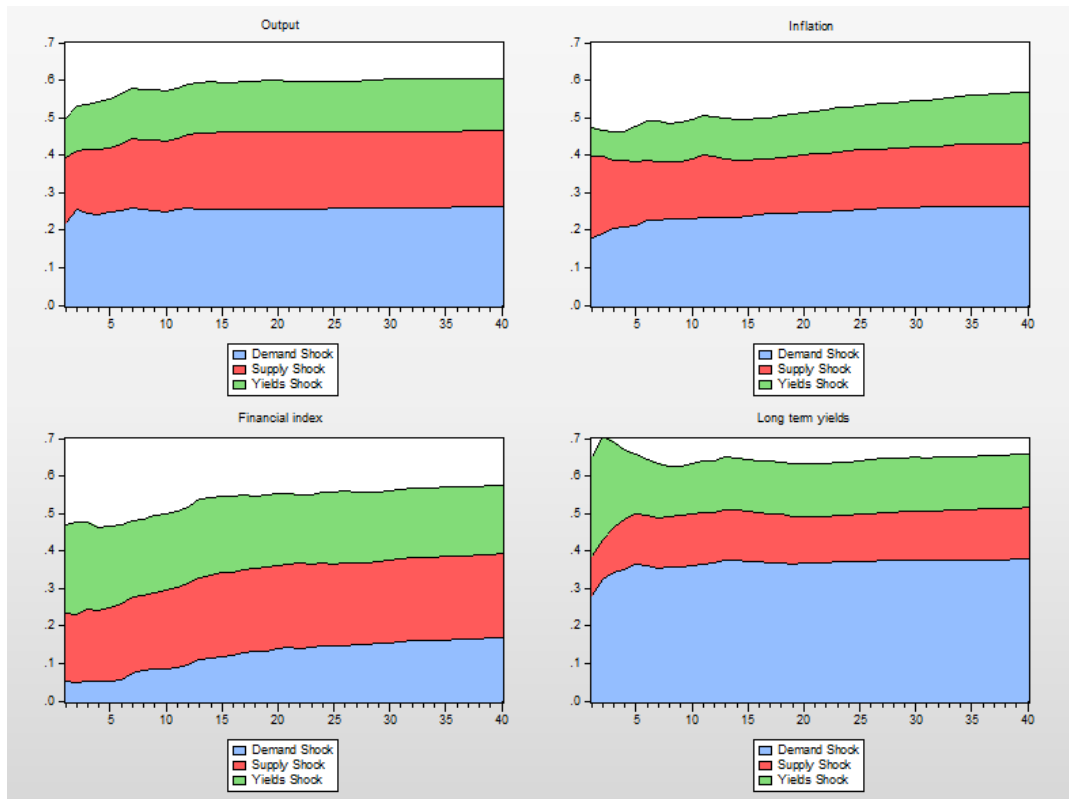 Output
.7
.6
.5
.4
.3
.2
.1
.0
5 10 15 20 25 30 35 40
Demand Shock
Supply Shock
Yields Shock
Inflation
.7
.6
.5
.4
.3
.2
.1
.0
5 10 15 20 25 30 35 40
Demand Shock
Supply Shock
Yields Shock
Financial index
.7
.6
.5
.4
.3
.2
.1
.0
5 10 15 20 25 30 35 40
Demand Shock
Supply Shock
Yields Shock
Long term yields
.7
.6
.5
.4
.3
.2
.1
.0
5 10 15 20 25 30 35 40
Demand Shock
Supply Shock
Yields Shock